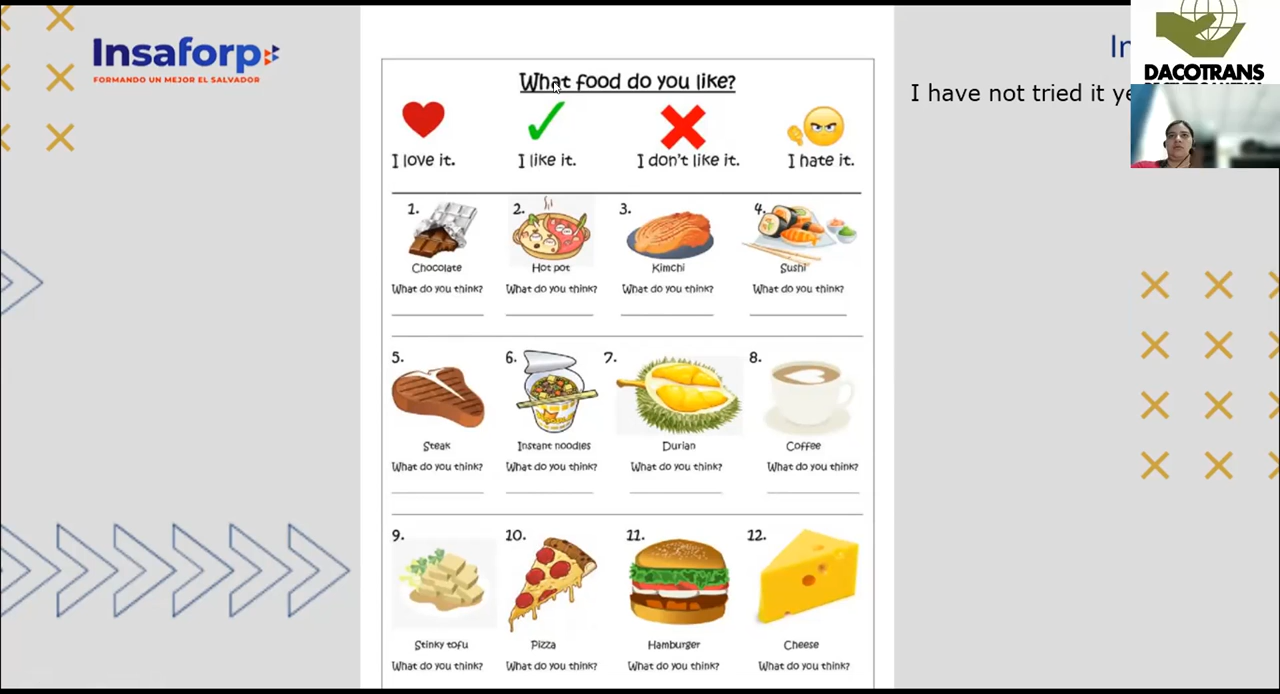 Insaforp
FORMANDO UN MEJOR EL SALVADOR
What food do you like?
I love it.
I like it.
I don't like it.
I hate it.
1.
2.
3.
4.
Chocolate
Hot pot
Kimchi
Sushi
What do you think?
What do you think?
What do you think?
What do you think?
5.
6.
7.
8.
Steak
Instant noodles
Durian
Coffee
What do you think?
What do you think?
What do you think?
What do you think?
9.
10.
11.
12.
Stinky tofu
Pizza
Hamburger
Cheese
What do you think?
What do you think?
What do you think?
What do you think?
DACOTRANS
I have not tried it